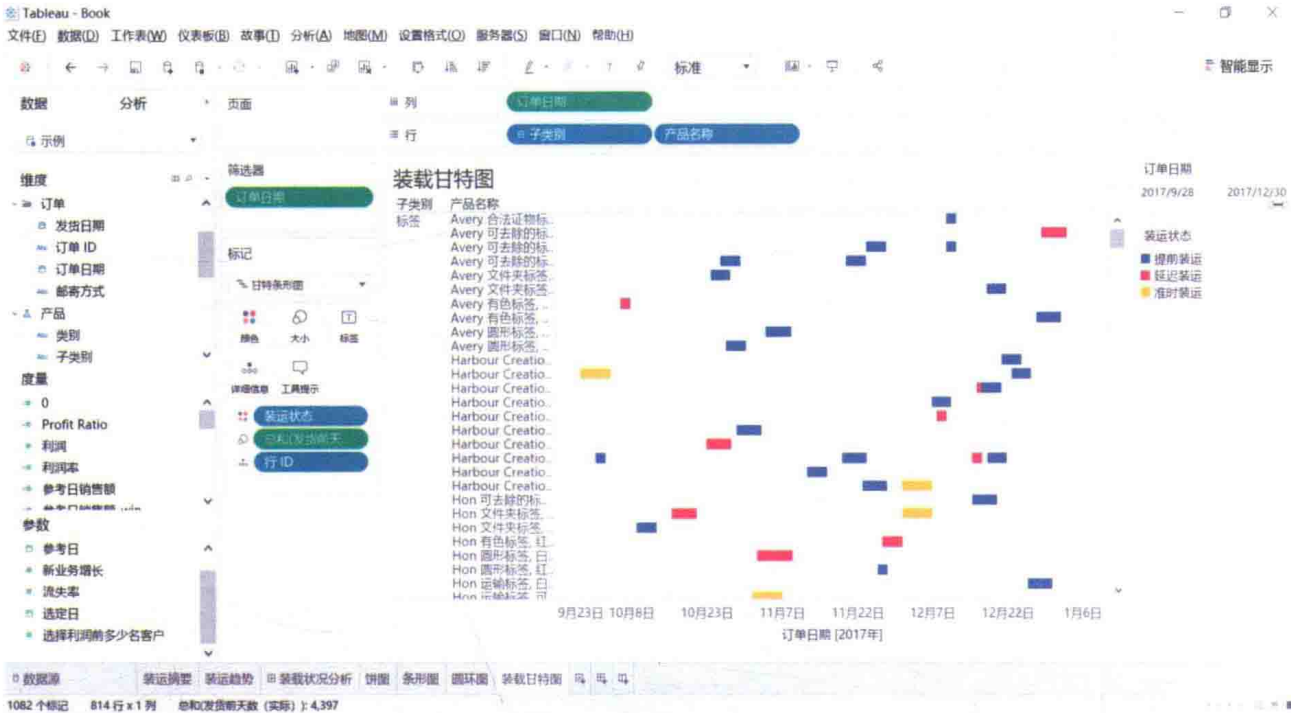 Tableau - Book
文件(F) 数据(D) 工作表(W) 仪表板(B) 故事(T) 分析(A) 地图(M) 设置格式(O) 服务器(S) 窗口(N) 帮助(H)
标准 智能显示
数据 分析
页面
列 订单日期
行 子类别 产品名称
示例
维度
订单
发货日期
订单 ID
订单日期
邮寄方式
产品
类别
子类别
度量
0
Profit Ratio
利润
利润率
参考日销售额
参数
参考日
新业务增长
流失率
选定日
选择利润前多少名客户
筛选器
订单日期
标记
甘特条形图
颜色 大小 标签
详细信息 工具提示
装运状态
总和(发货前天
行 ID
装载甘特图
子类别 产品名称
标签 Avery 合法证物标..
Avery 可去除的标..
Avery 可去除的标..
Avery 可去除的标..
Avery 文件夹标签..
Avery 文件夹标签..
Avery 有色标签, ..
Avery 有色标签, ..
Avery 圆形标签, ..
Avery 圆形标签, ..
Harbour Creatio..
Harbour Creatio..
Harbour Creatio..
Harbour Creatio..
Harbour Creatio..
Harbour Creatio..
Harbour Creatio..
Harbour Creatio..
Harbour Creatio..
Harbour Creatio..
Hon 可去除的标..
Hon 文件夹标签, ..
Hon 文件夹标签, ..
Hon 有色标签, 红..
Hon 圆形标签, 白..
Hon 圆形标签, 红..
Hon 运输标签, 白..
Hon 运输标签, 可
9月23日 10月8日 10月23日 11月7日 11月22日 12月7日 12月22日 1月6日
订单日期 [2017年]
订单日期
2017/9/28 2017/12/30
装运状态
提前装运
延迟装运
准时装运
数据源 装运摘要 装运趋势 装载状况分析 饼图 条形图 圆环图 装载甘特图
1082 个标记 814 行 x 1 列 总和(发货前天数 (实际) ): 4,397